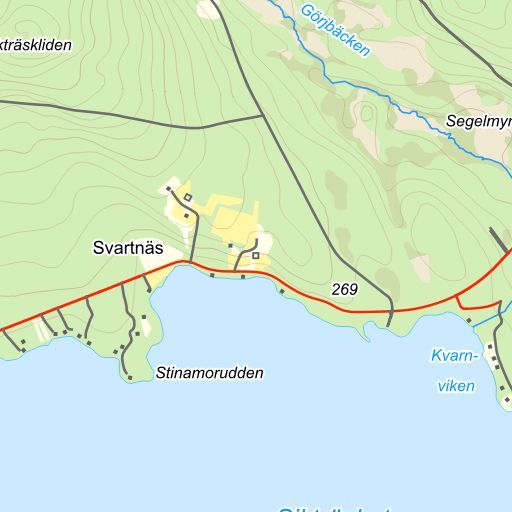 Görjbäcken
kträskliden
Segelmyr
Svartnäs
269
Kvarn-
viken
Stinamorudden